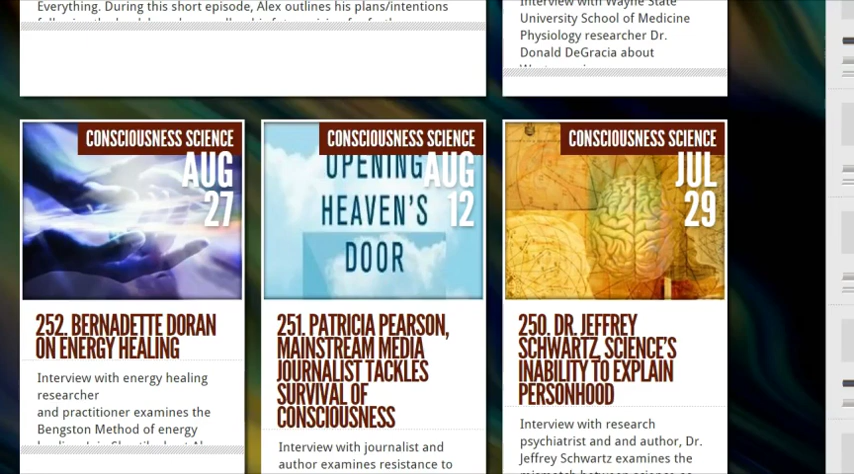 Everything. During this short episode, Alex outlines his plans/intentions
Interview with Wayne State
University School of Medicine
Physiology researcher Dr.
Donald DeGracia about
CONSCIOUSNESS SCIENCE
AUG
27
252. BERNADETTE DORAN
ON ENERGY HEALING
Interview with energy healing
researcher
and practitioner examines the
Bengston Method of energy
CONSCIOUSNESS SCIENCE
AUG
12
OPENING
HEAVEN'S
DOOR
251. PATRICIA PEARSON,
MAINSTREAM MEDIA
JOURNALIST TACKLES
SURVIVAL OF
CONSCIOUSNESS
Interview with journalist and
author examines resistance to
CONSCIOUSNESS SCIENCE
JUL
29
250. DR. JEFFREY
SCHWARTZ, SCIENCE'S
INABILITY TO EXPLAIN
PERSONHOOD
Interview with research
psychiatrist and and author, Dr.
Jeffrey Schwartz examines the